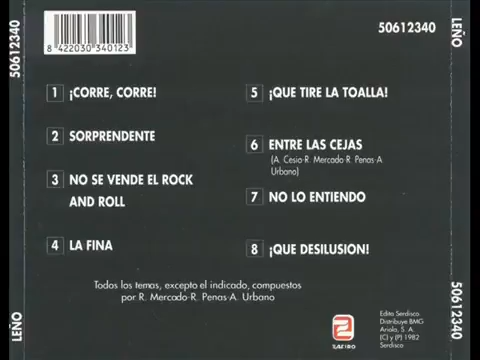 50612340
LEÑO
8 422030 340123
50612340
LEÑO
1 ¡CORRE, CORRE!
2 SORPRENDENTE
3 NO SE VENDE EL ROCK
AND ROLL
4 LA FINA
5 ¡QUE TIRE LA TOALLA!
6 ENTRE LAS CEJAS
(A. Cesio-R. Mercado-R. Penas-A.
Urbano)
7 NO LO ENTIENDO
8 ¡QUE DESILUSION!
Todos los temas, excepto el indicado, compuestos
por R. Mercado-R. Penas-A. Urbano
ZAFIRO
Edita Serdisco
Distribuye BMG
Ariola, S. A.
(C) y (P) 1982
Serdisco
LEÑO
50612340